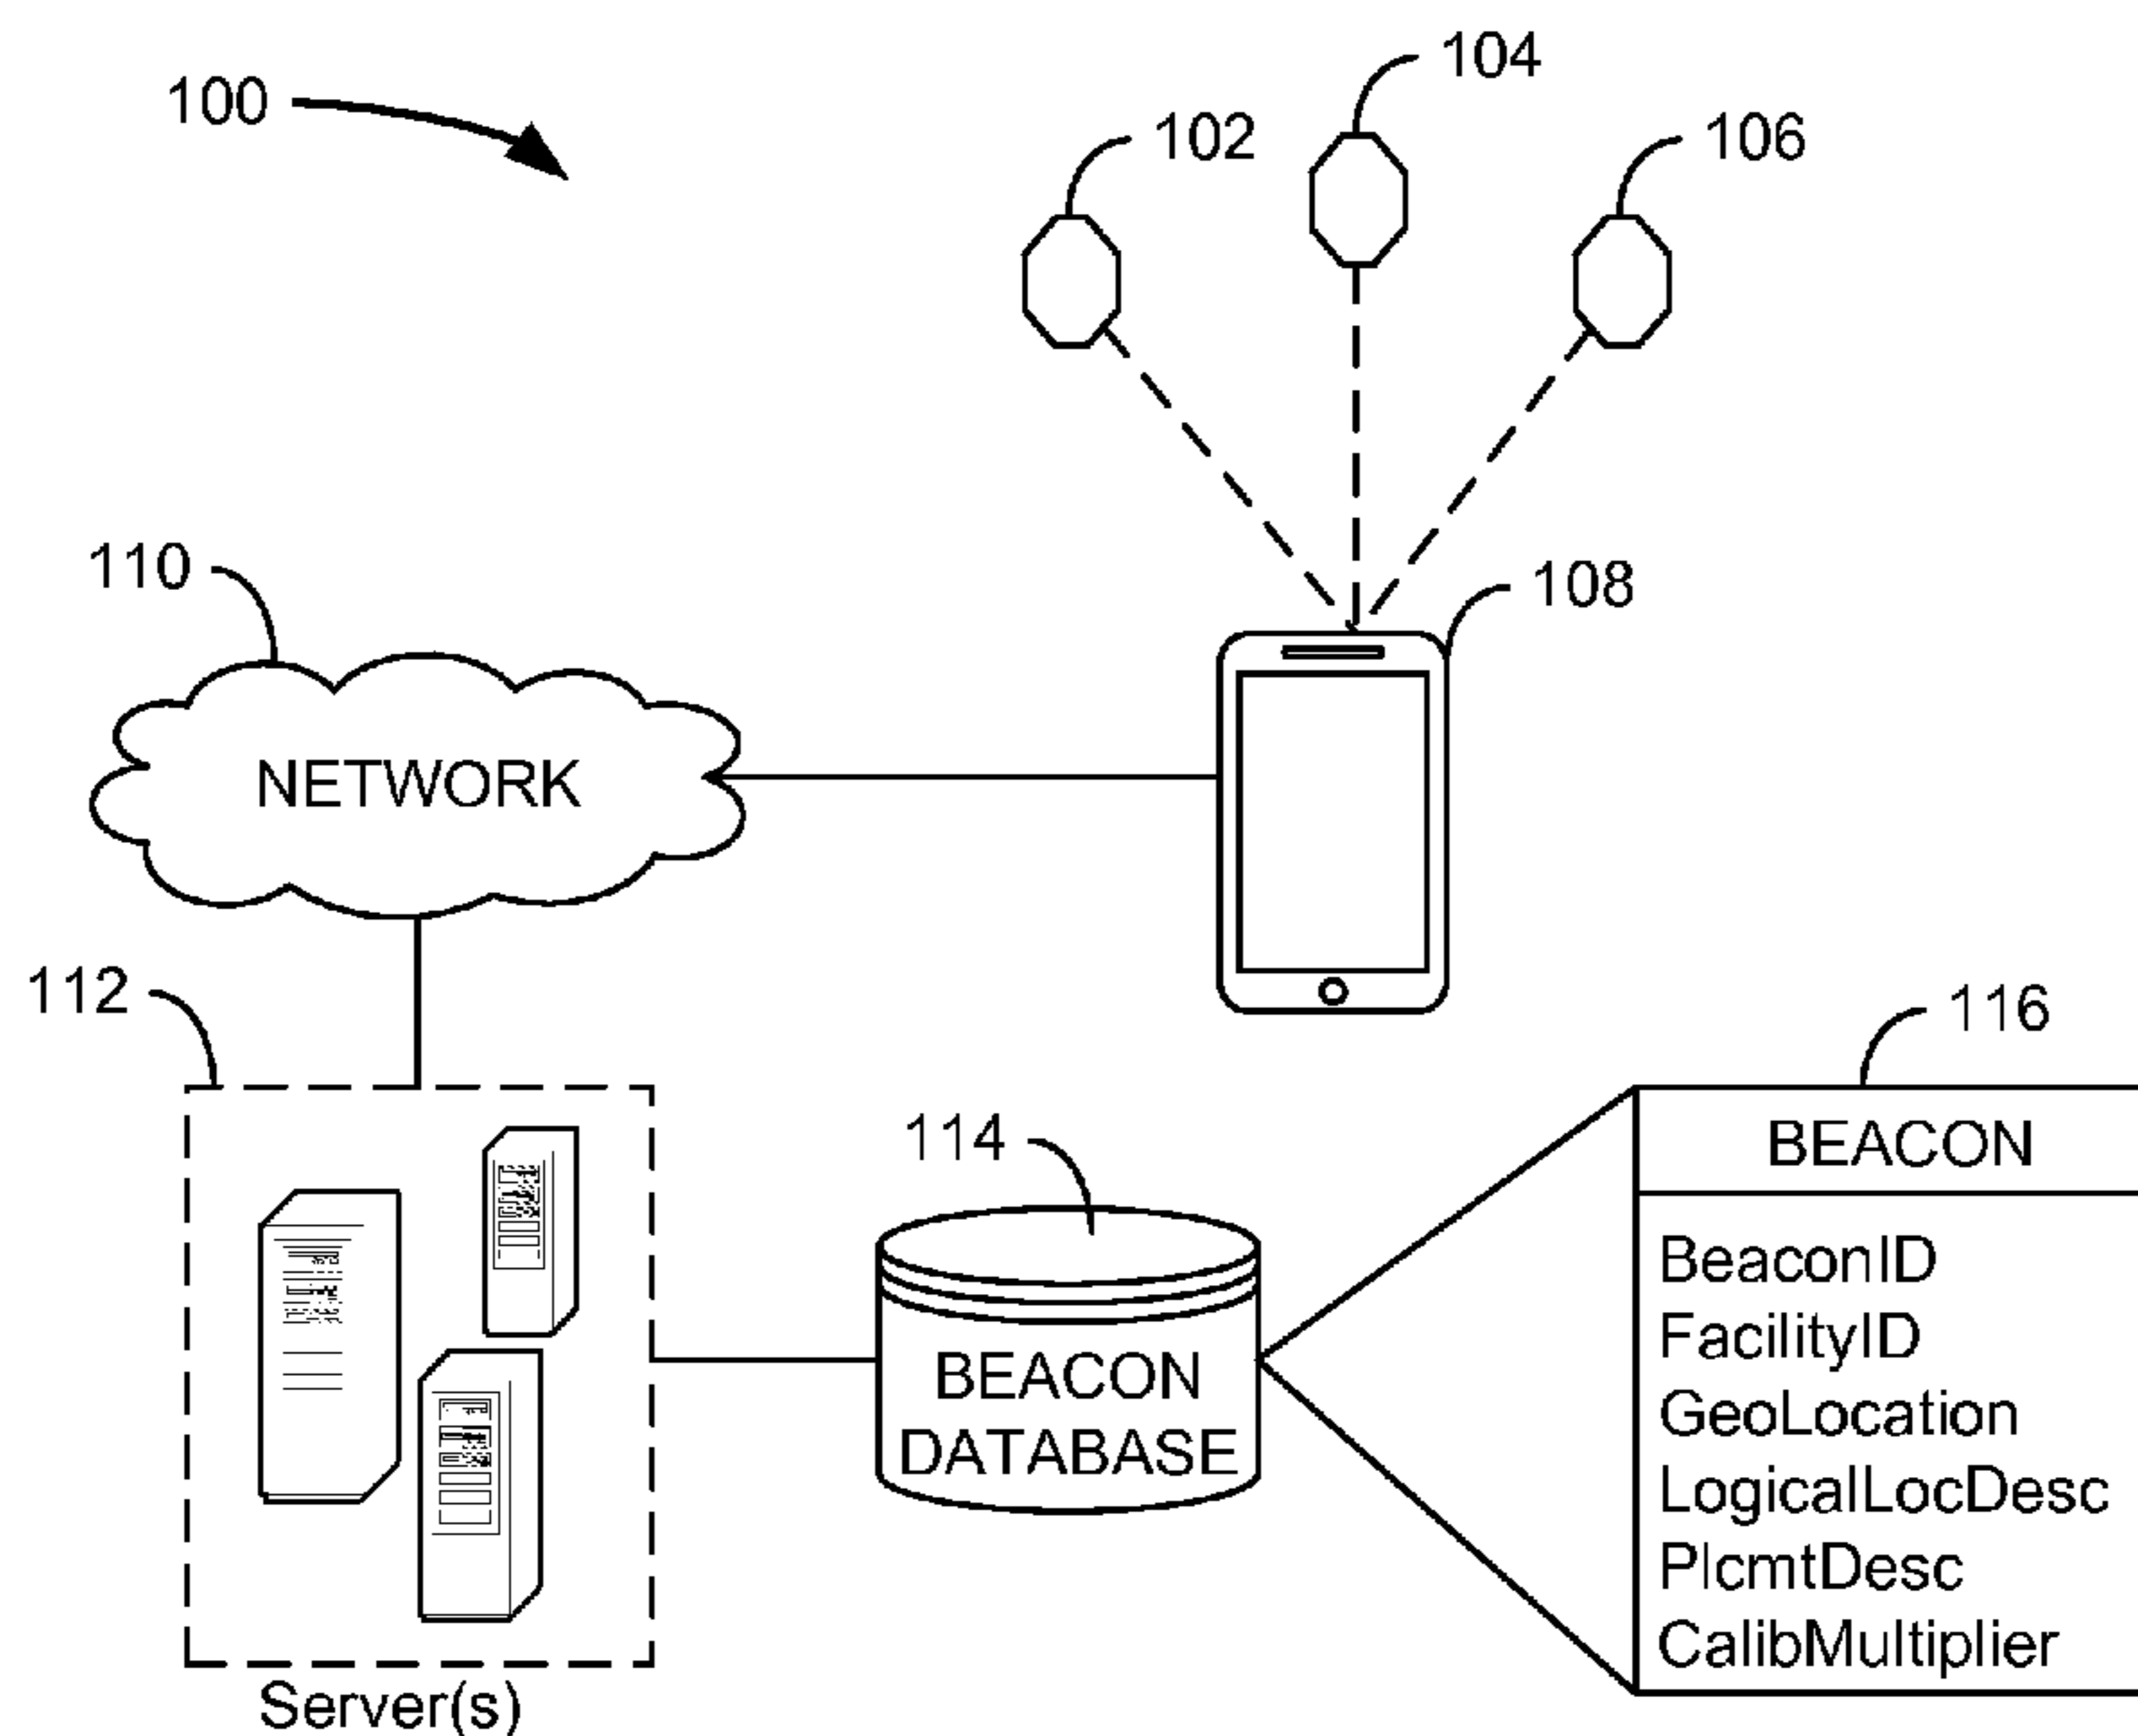 100
104
102
106
110
108
NETWORK
112
116
114
BEACON
BeaconID
FacilityID
GeoLocation
LogicalLocDesc
PlcmtDesc
CalibMultiplier
BEACON
DATABASE
Server(s)